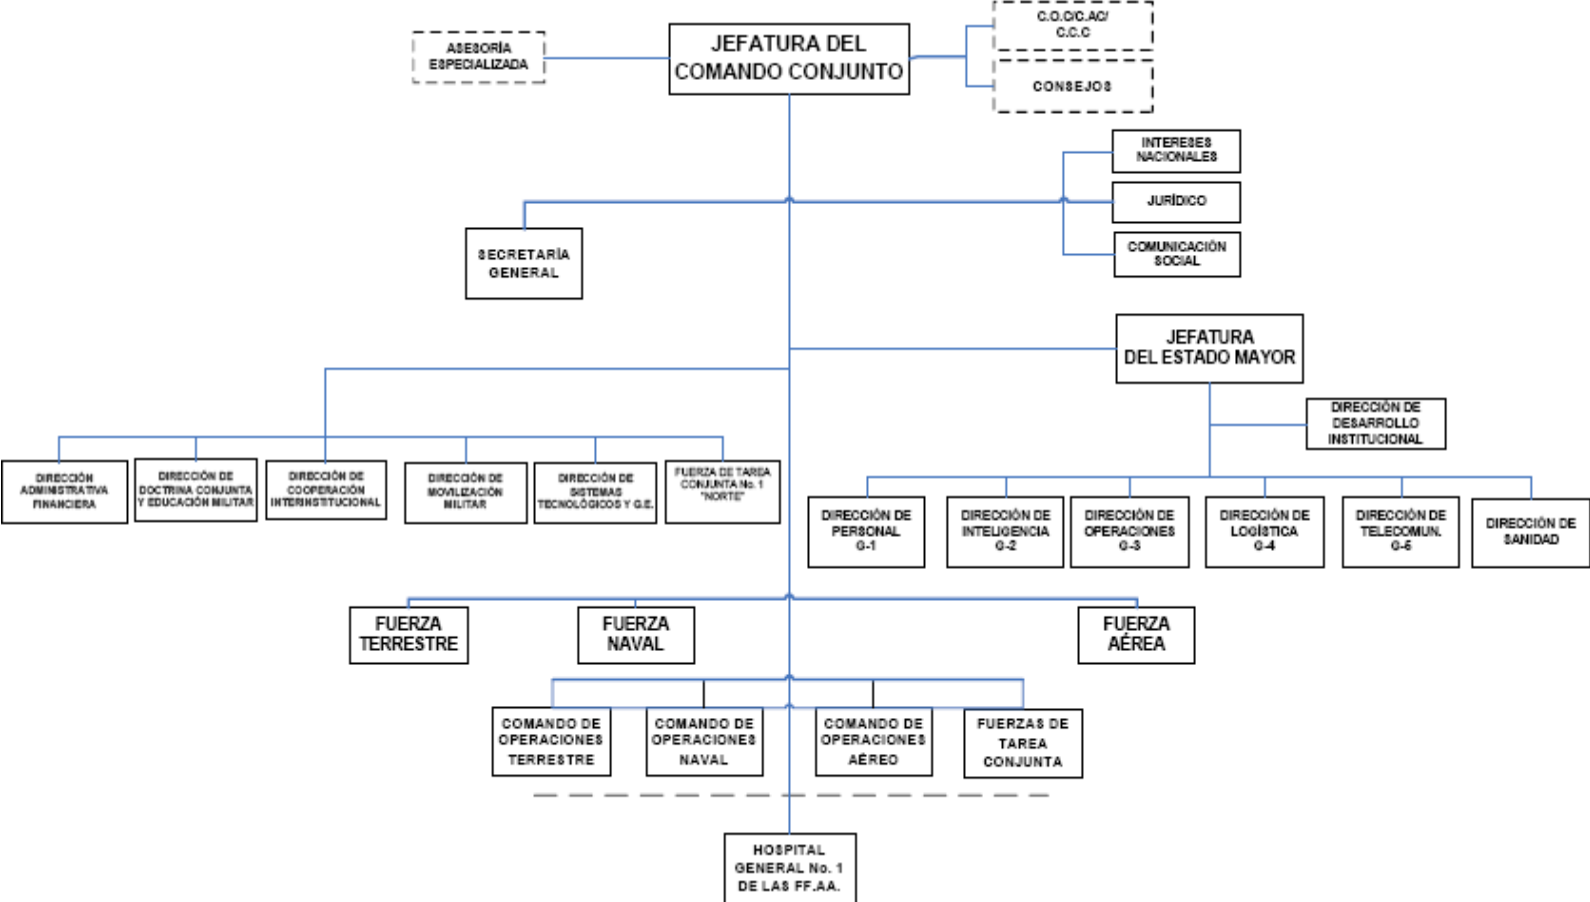 ASESORÍA
ESPECIALIZADA
JEFATURA DEL
COMANDO CONJUNTO
C.O.C/C.AC/
C.C.C
CONSEJOS
INTERESES
NACIONALES
JURÍDICO
COMUNICACIÓN
SOCIAL
SECRETARÍA
GENERAL
JEFATURA
DEL ESTADO MAYOR
DIRECCIÓN DE
DESARROLLO
INSTITUCIONAL
DIRECCIÓN
ADMINISTRATIVA
FINANCIERA
DIRECCIÓN DE
DOCTRINA CONJUNTA
Y EDUCACIÓN MILITAR
DIRECCIÓN DE
COOPERACIÓN
INTERINSTITUCIONAL
DIRECCIÓN DE
MOVILIZACIÓN
MILITAR
DIRECCIÓN DE
SISTEMAS
TECNOLÓGICOS Y G.E.
FUERZA DE TAREA
CONJUNTA No. 1
"NORTE"
DIRECCIÓN DE
PERSONAL
G-1
DIRECCIÓN DE
INTELIGENCIA
G-2
DIRECCIÓN DE
OPERACIONES
G-3
DIRECCIÓN DE
LOGÍSTICA
G-4
DIRECCIÓN DE
TELECOMUN.
G-5
DIRECCIÓN DE
SANIDAD
FUERZA
TERRESTRE
FUERZA
NAVAL
FUERZA
AÉREA
COMANDO DE
OPERACIONES
TERRESTRE
COMANDO DE
OPERACIONES
NAVAL
COMANDO DE
OPERACIONES
AÉREO
FUERZAS DE
TAREA
CONJUNTA
HOSPITAL
GENERAL No. 1
DE LAS FF.AA.